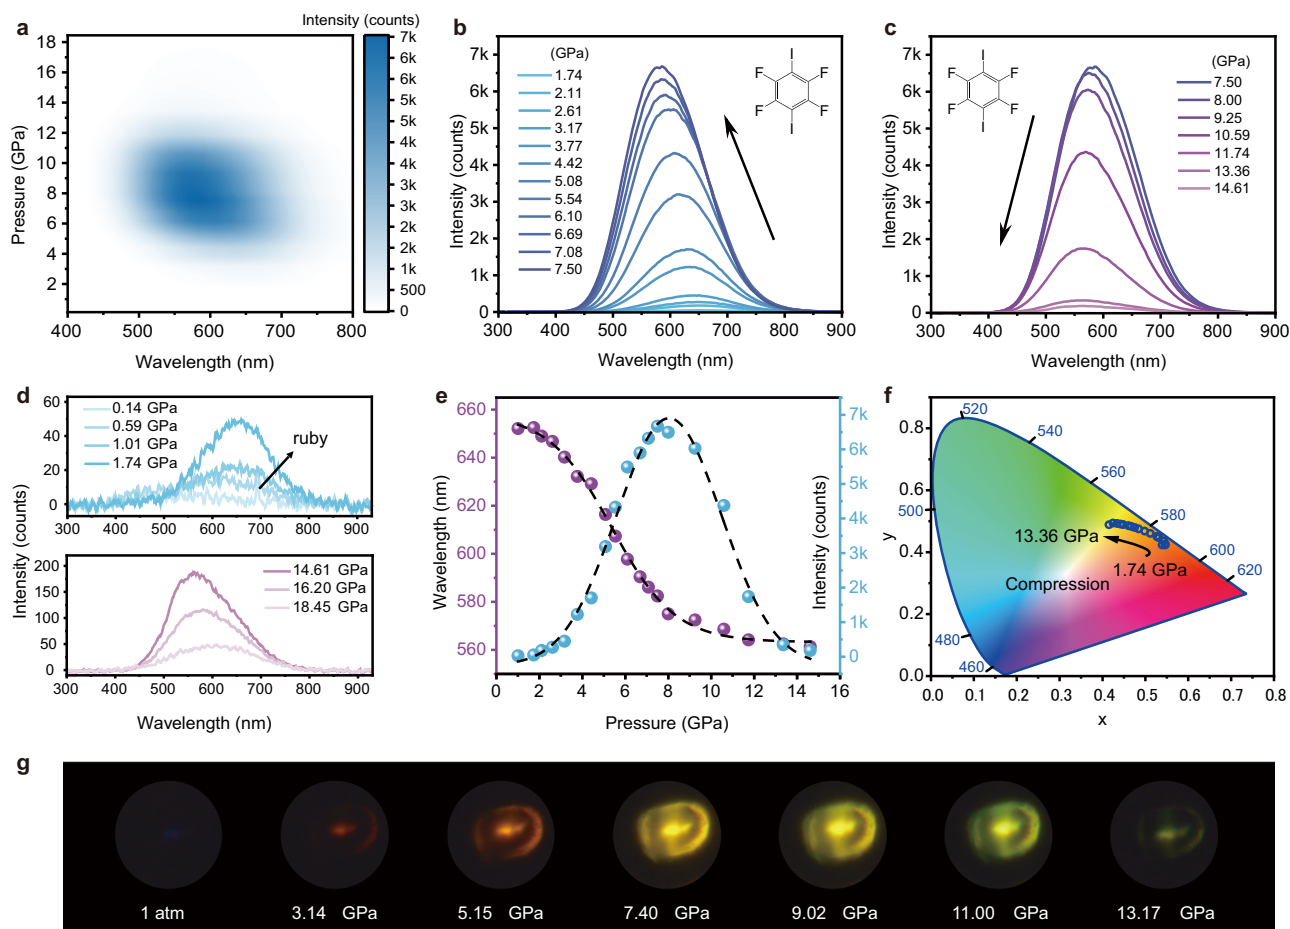 a
Intensity (counts)
18
16
14
12
10
8
6
4
2
Pressure (GPa)
400 500 600 700 800
Wavelength (nm)
7k
6k
5k
4k
3k
4k
3k
2k
1k
500
0
b
7k
6k
5k
4k
3k
2k
1k
0
Intensity (counts)
(GPa)
1.74
2.11
2.61
3.17
3.77
4.42
5.08
5.54
6.10
6.69
7.08
7.50
I
F F
F F
I
300 400 500 600 700 800 900
Wavelength (nm)
c
7k
6k
5k
4k
3k
2k
1k
0
Intensity (counts)
I
F F
F F
I
(GPa)
7.50
8.00
9.25
10.59
11.74
13.36
14.61
300 400 500 600 700 800 900
Wavelength (nm)
d
60
40
20
0
0.14 GPa
0.59 GPa
1.01 GPa
1.74 GPa
ruby
300 400 500 600 700 800 900
Intensity (counts)
200
150
100
50
0
14.61 GPa
16.20 GPa
18.45 GPa
300 400 500 600 700 800 900
Wavelength (nm)
e
660
640
620
600
580
560
Wavelength (nm)
7k
6k
5k
4k
3k
2k
1k
0
Intensity (counts)
0 2 4 6 8 10 12 14 16
Pressure (GPa)
f
0.8
0.6
0.4
0.2
0.0
y
520
540
560
580
600
620
500
480
460
13.36 GPa
1.74 GPa
Compression
0.0 0.1 0.2 0.3 0.4 0.5 0.6 0.7 0.8
x
g
1 atm 3.14 GPa 5.15 GPa 7.40 GPa 9.02 GPa 11.00 GPa 13.17 GPa